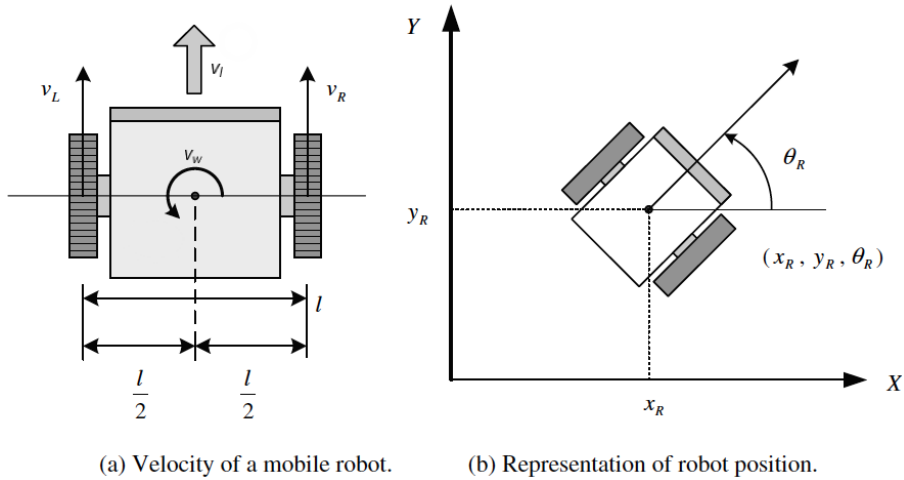 v_l
v_L
v_R
v_w
l
l/2
l/2
(a) Velocity of a mobile robot.
Y
θ_R
y_R
(x_R, y_R, θ_R)
x_R
X
(b) Representation of robot position.